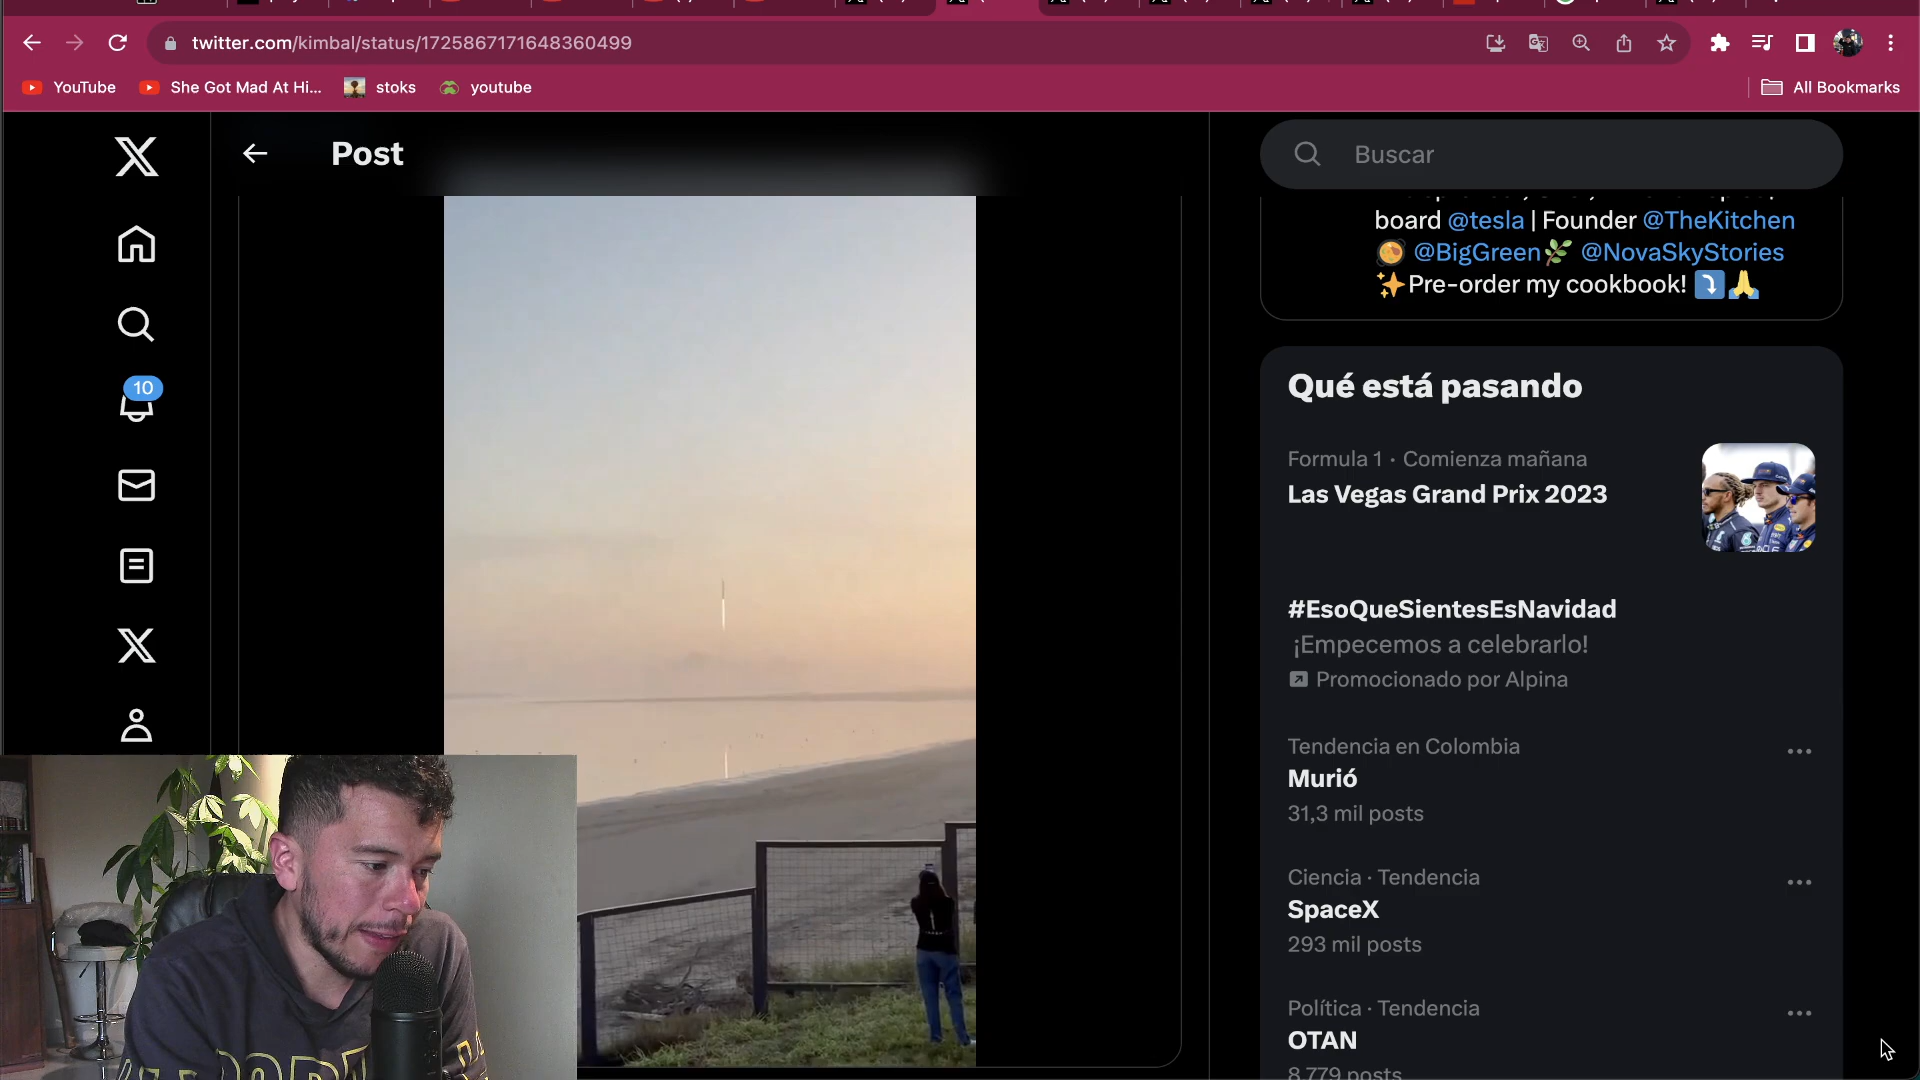 twitter.com/kimbal/status/1725867171648360499
YouTube
She Got Mad At Hi...
stoks
youtube
All Bookmarks
Post
Buscar
board @tesla | Founder @TheKitchen
@BigGreen @NovaSkyStories
Pre-order my cookbook!
10
Qué está pasando
Formula 1 · Comienza mañana
Las Vegas Grand Prix 2023
#EsoQueSientesEsNavidad
¡Empecemos a celebrarlo!
Promocionado por Alpina
Tendencia en Colombia
Murió
31,3 mil posts
Ciencia · Tendencia
SpaceX
293 mil posts
Política · Tendencia
OTAN
8.779 posts